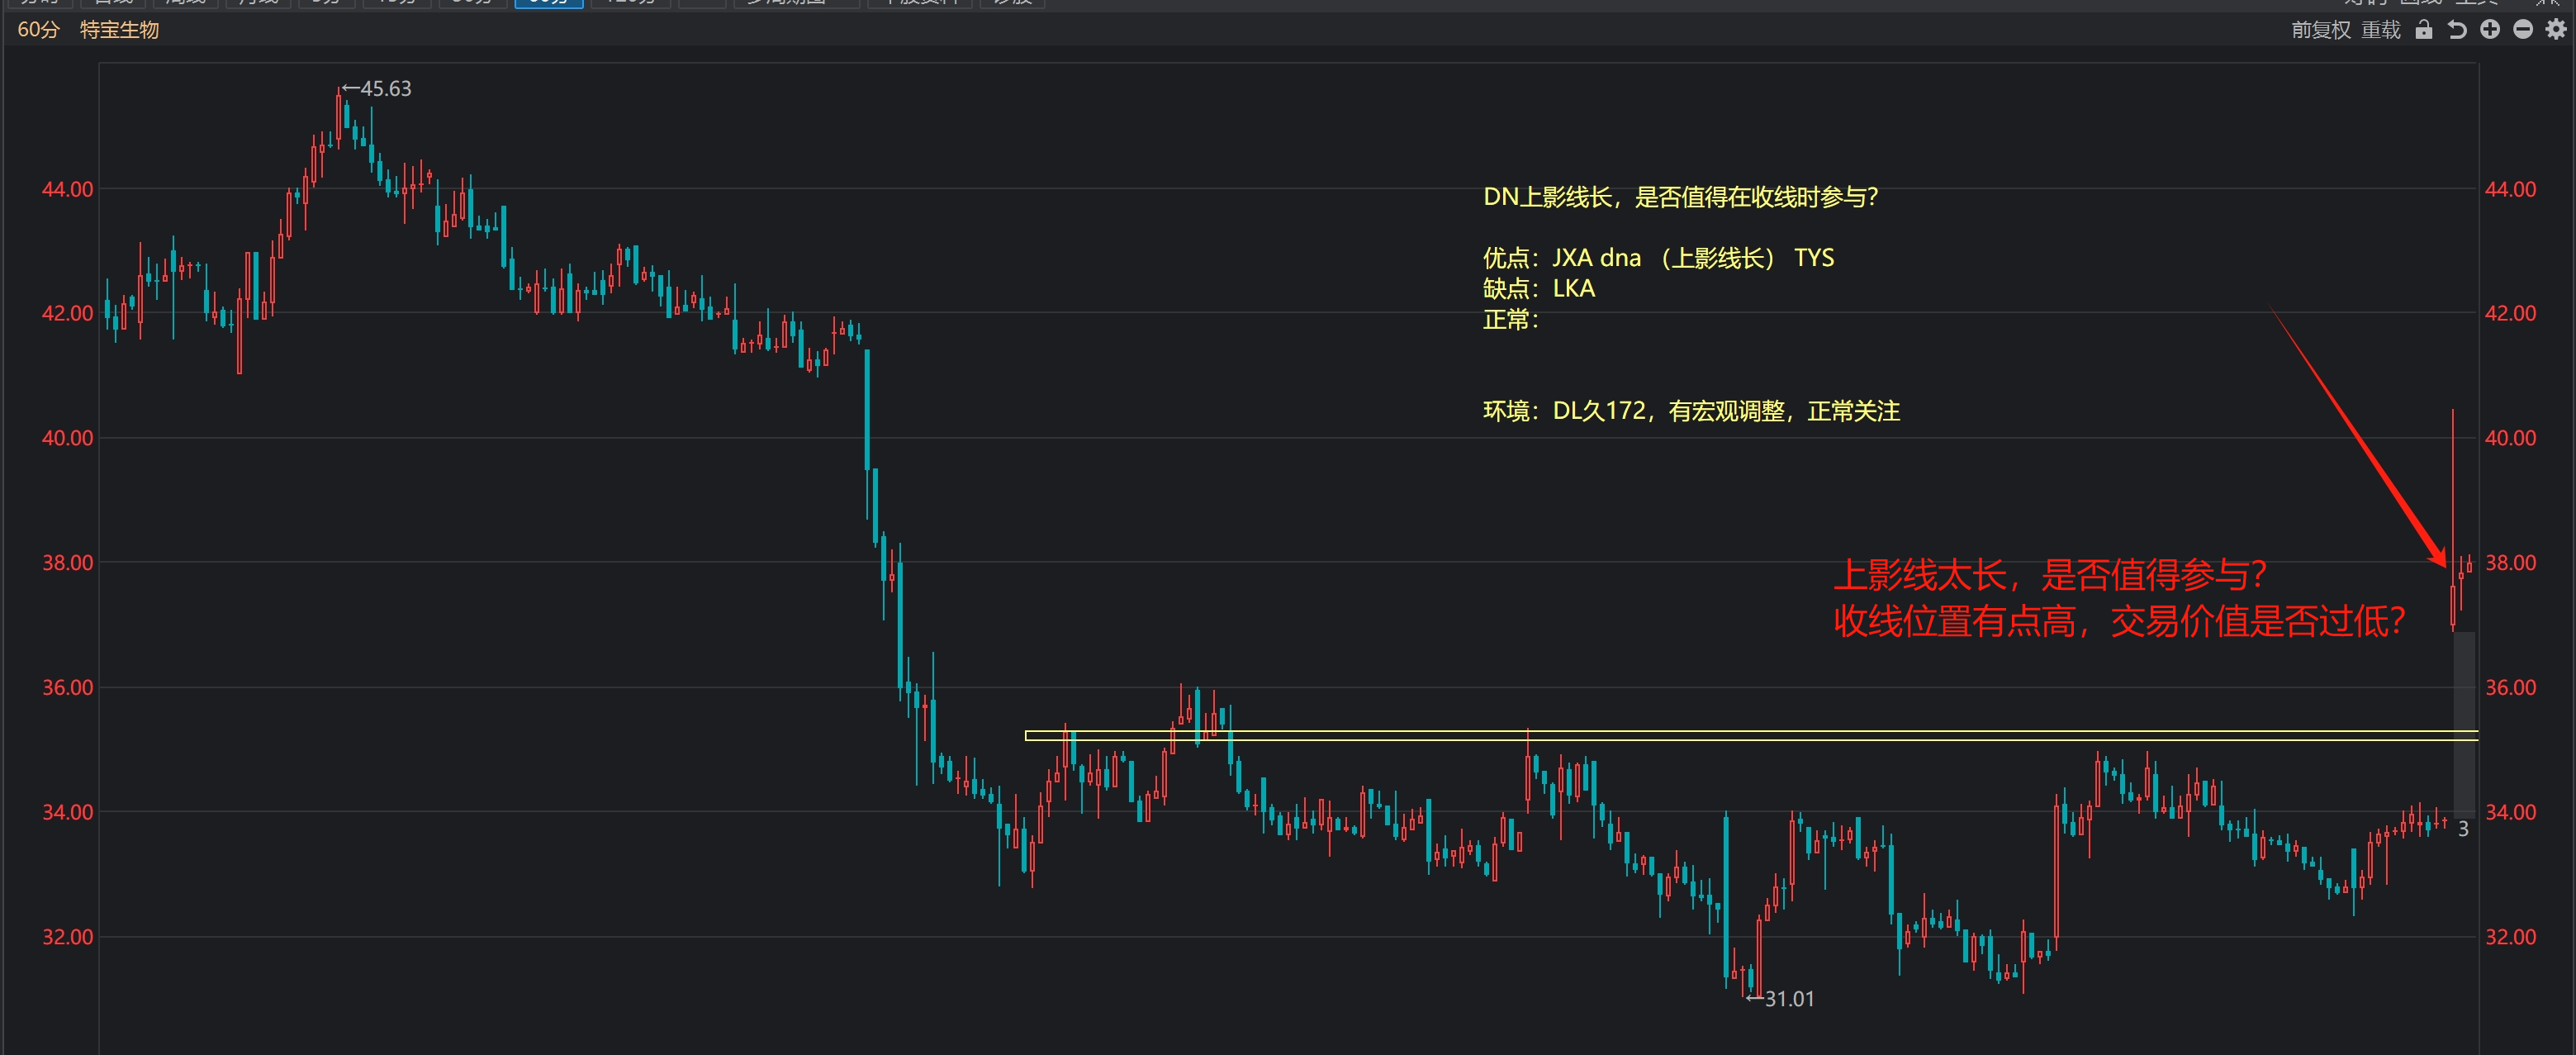 60分 特宝生物
前复权 重载
←45.63
44.00
44.00
DN上影线长，是否值得在收线时参与？
优点：JXA dna （上影线长） TYS
缺点：LKA
正常：
42.00
42.00
环境：DL久172，有宏观调整，正常关注
40.00
40.00
38.00
38.00
上影线太长，是否值得参与？
收线位置有点高，交易价值是否过低？
36.00
36.00
34.00
34.00
3
32.00
32.00
←31.01